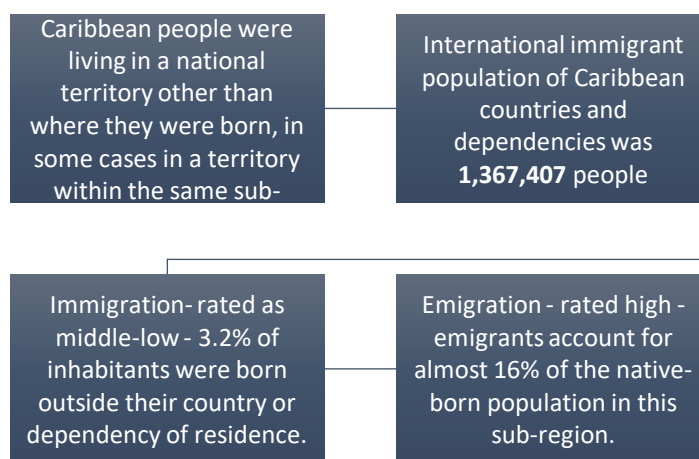 Caribbean people were
living in a national
territory other than
where they were born, in
some cases in a territory
within the same sub-
International immigrant
population of Caribbean
countries and
dependencies was
1,367,407 people
Immigration- rated as
middle-low - 3.2% of
inhabitants were born
outside their country or
dependency of residence.
Emigration - rated high -
emigrants account for
almost 16% of the native-
born population in this
sub-region.